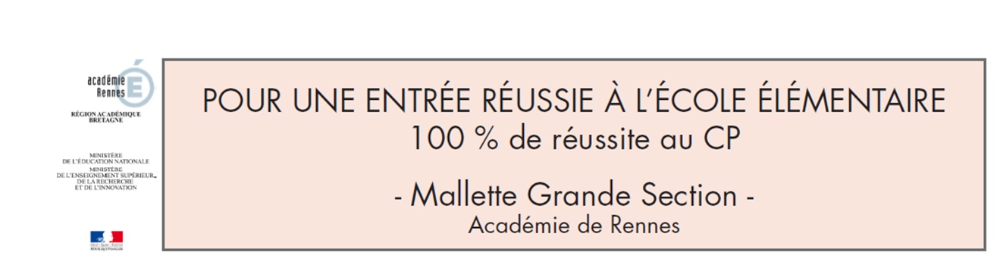 académie
Rennes
RÉGION ACADÉMIQUE
BRETAGNE
MINISTÈRE
DE L'ÉDUCATION NATIONALE
MINISTÈRE
DE L'ENSEIGNEMENT SUPÉRIEUR,
DE LA RECHERCHE
ET DE L'INNOVATION
POUR UNE ENTRÉE RÉUSSIE À L'ÉCOLE ÉLÉMENTAIRE
100 % de réussite au CP
- Mallette Grande Section -
Académie de Rennes